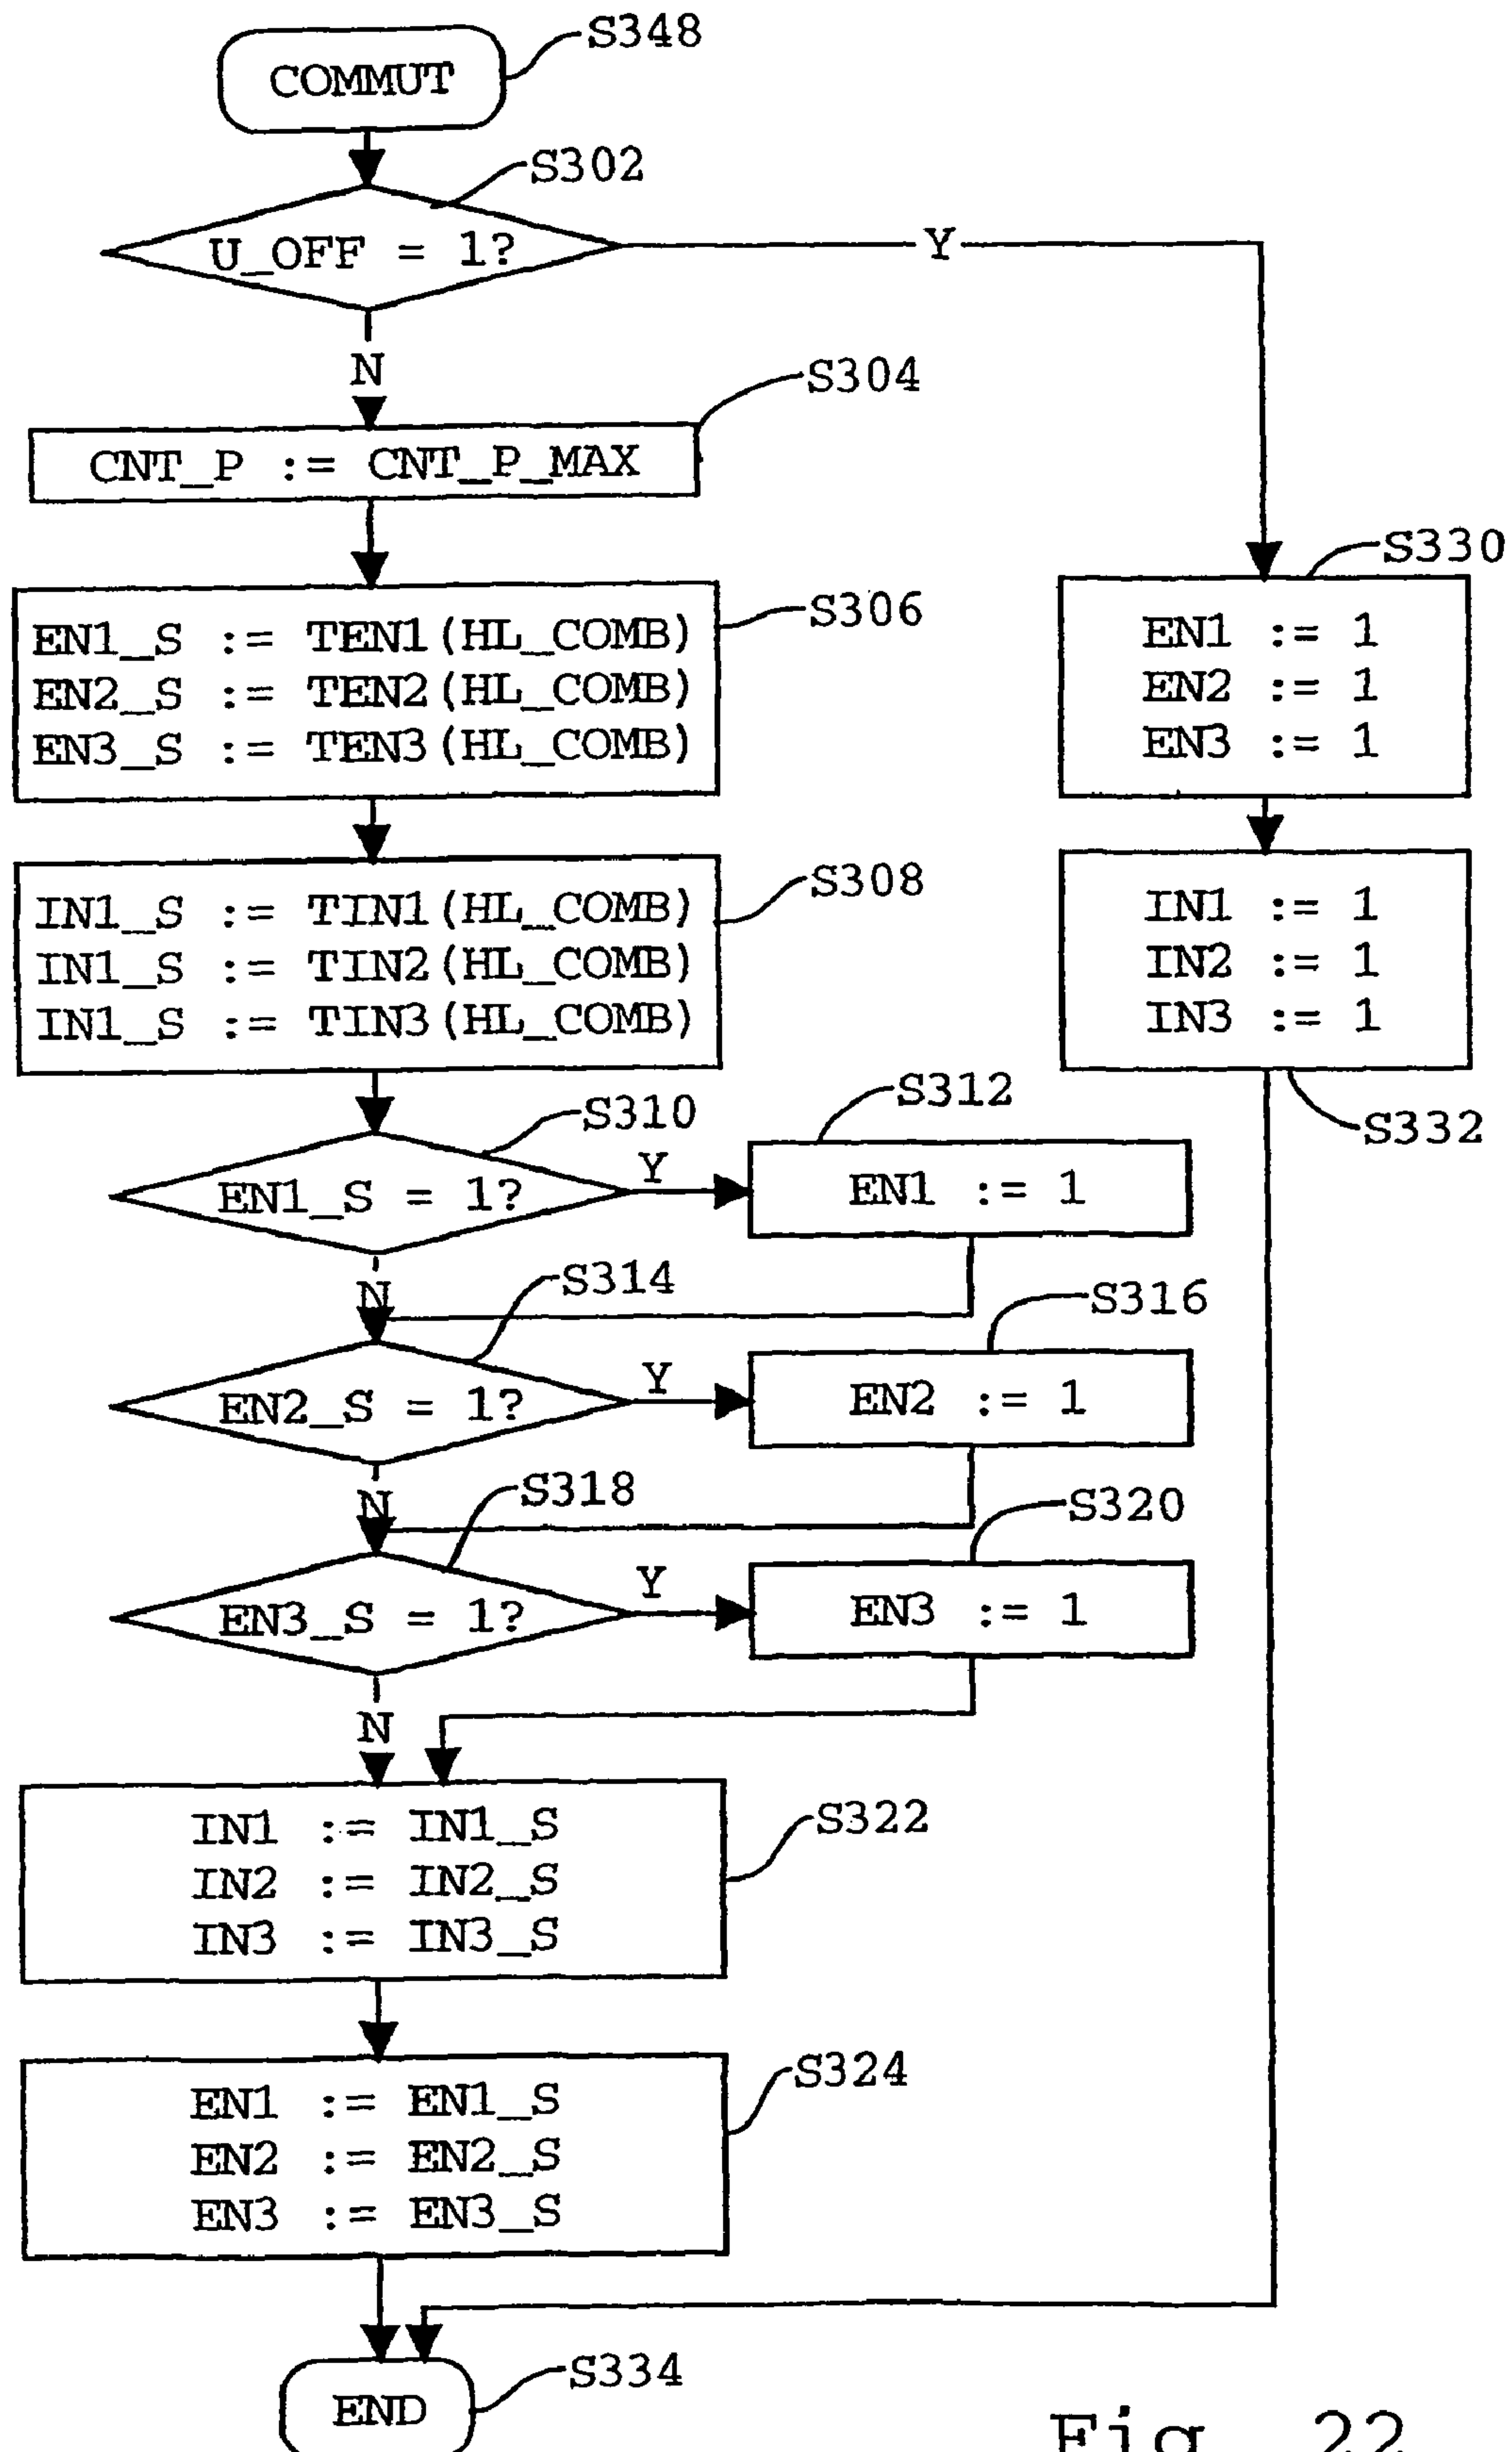 COMMUT
S348
S302
U_OFF = 1?
Y
N
S304
CNT_P := CNT_P_MAX
S306
EN1_S := TEN1(HL_COMB)
EN2_S := TEN2(HL_COMB)
EN3_S := TEN3(HL_COMB)
S330
EN1 := 1
EN2 := 1
EN3 := 1
S308
IN1_S := TIN1(HL_COMB)
IN1_S := TIN2(HL_COMB)
IN1_S := TIN3(HL_COMB)
IN1 := 1
IN2 := 1
IN3 := 1
S332
S310
EN1_S = 1?
Y
S312
EN1 := 1
N
S314
EN2_S = 1?
Y
S316
EN2 := 1
N
S318
EN3_S = 1?
Y
S320
EN3 := 1
N
IN1 := IN1_S
IN2 := IN2_S
IN3 := IN3_S
S322
EN1 := EN1_S
EN2 := EN2_S
EN3 := EN3_S
S324
END
S334
Fig. 22